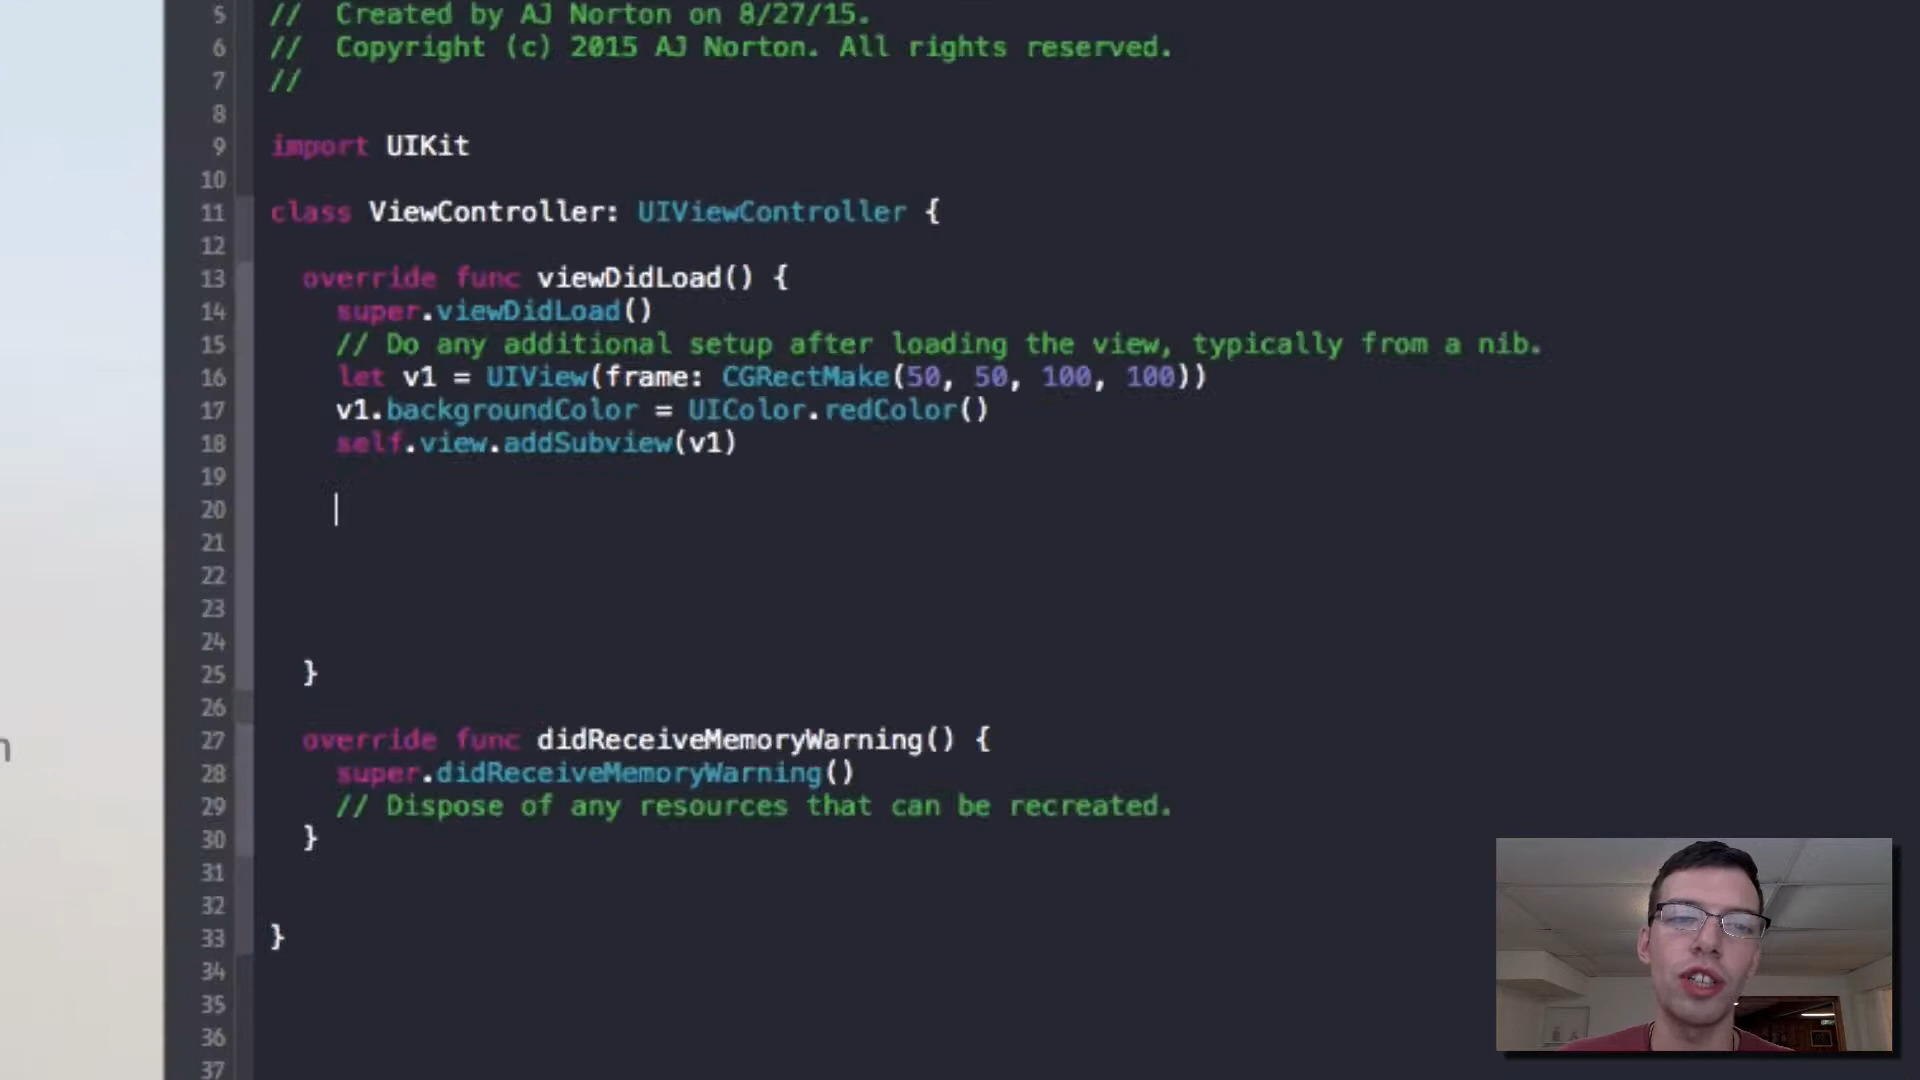 5 // Created by AJ Norton on 8/27/15.
6 // Copyright (c) 2015 AJ Norton. All rights reserved.
7 //
8
9 import UIKit
10
11 class ViewController: UIViewController {
12
13 override func viewDidLoad() {
14 super.viewDidLoad()
15 // Do any additional setup after loading the view, typically from a nib.
16 let v1 = UIView(frame: CGRectMake(50, 50, 100, 100))
17 v1.backgroundColor = UIColor.redColor()
18 self.view.addSubview(v1)
19
20
21
22
23
24
25 }
26
27 override func didReceiveMemoryWarning() {
28 super.didReceiveMemoryWarning()
29 // Dispose of any resources that can be recreated.
30 }
31
32
33 }
34
35
36
37
n